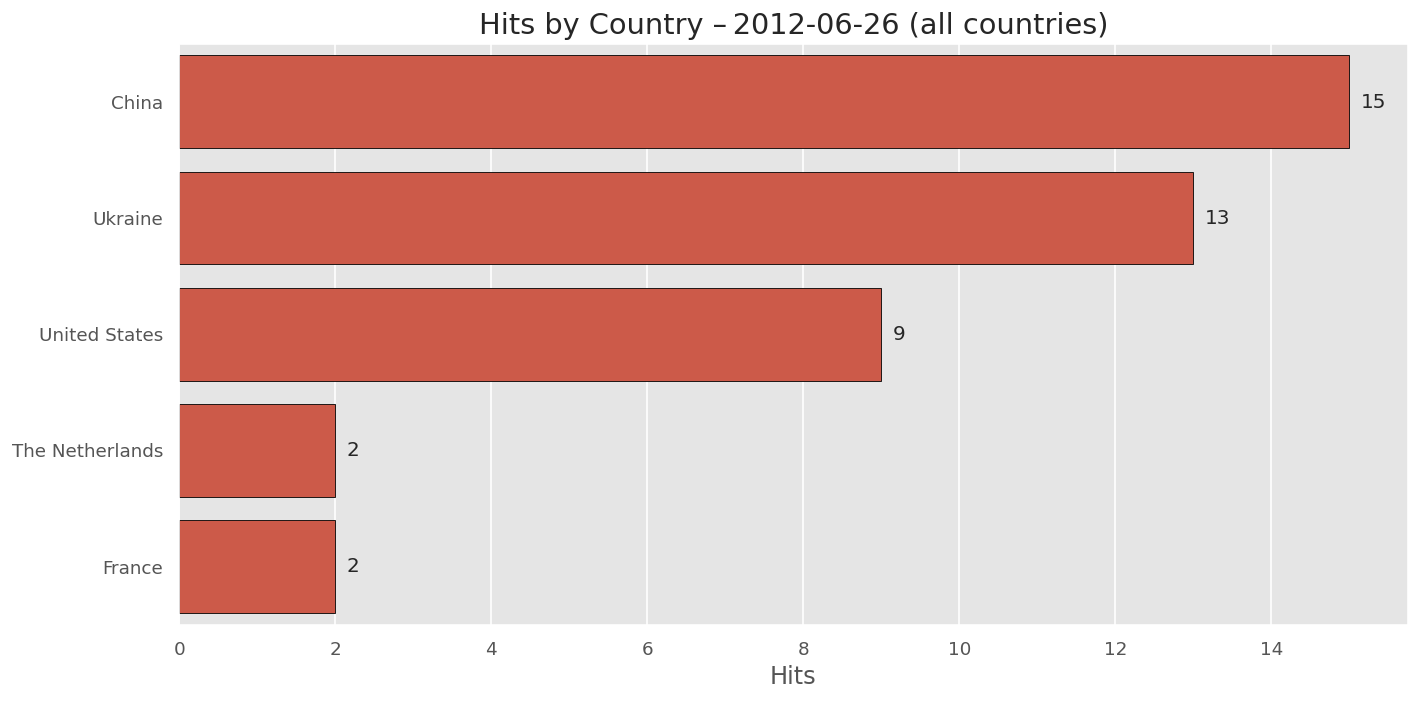 Hits by Country – 2012-06-26 (all countries)
China
15
Ukraine
13
United States
9
The Netherlands
2
France
2
0 2 4 6 8 10 12 14
Hits